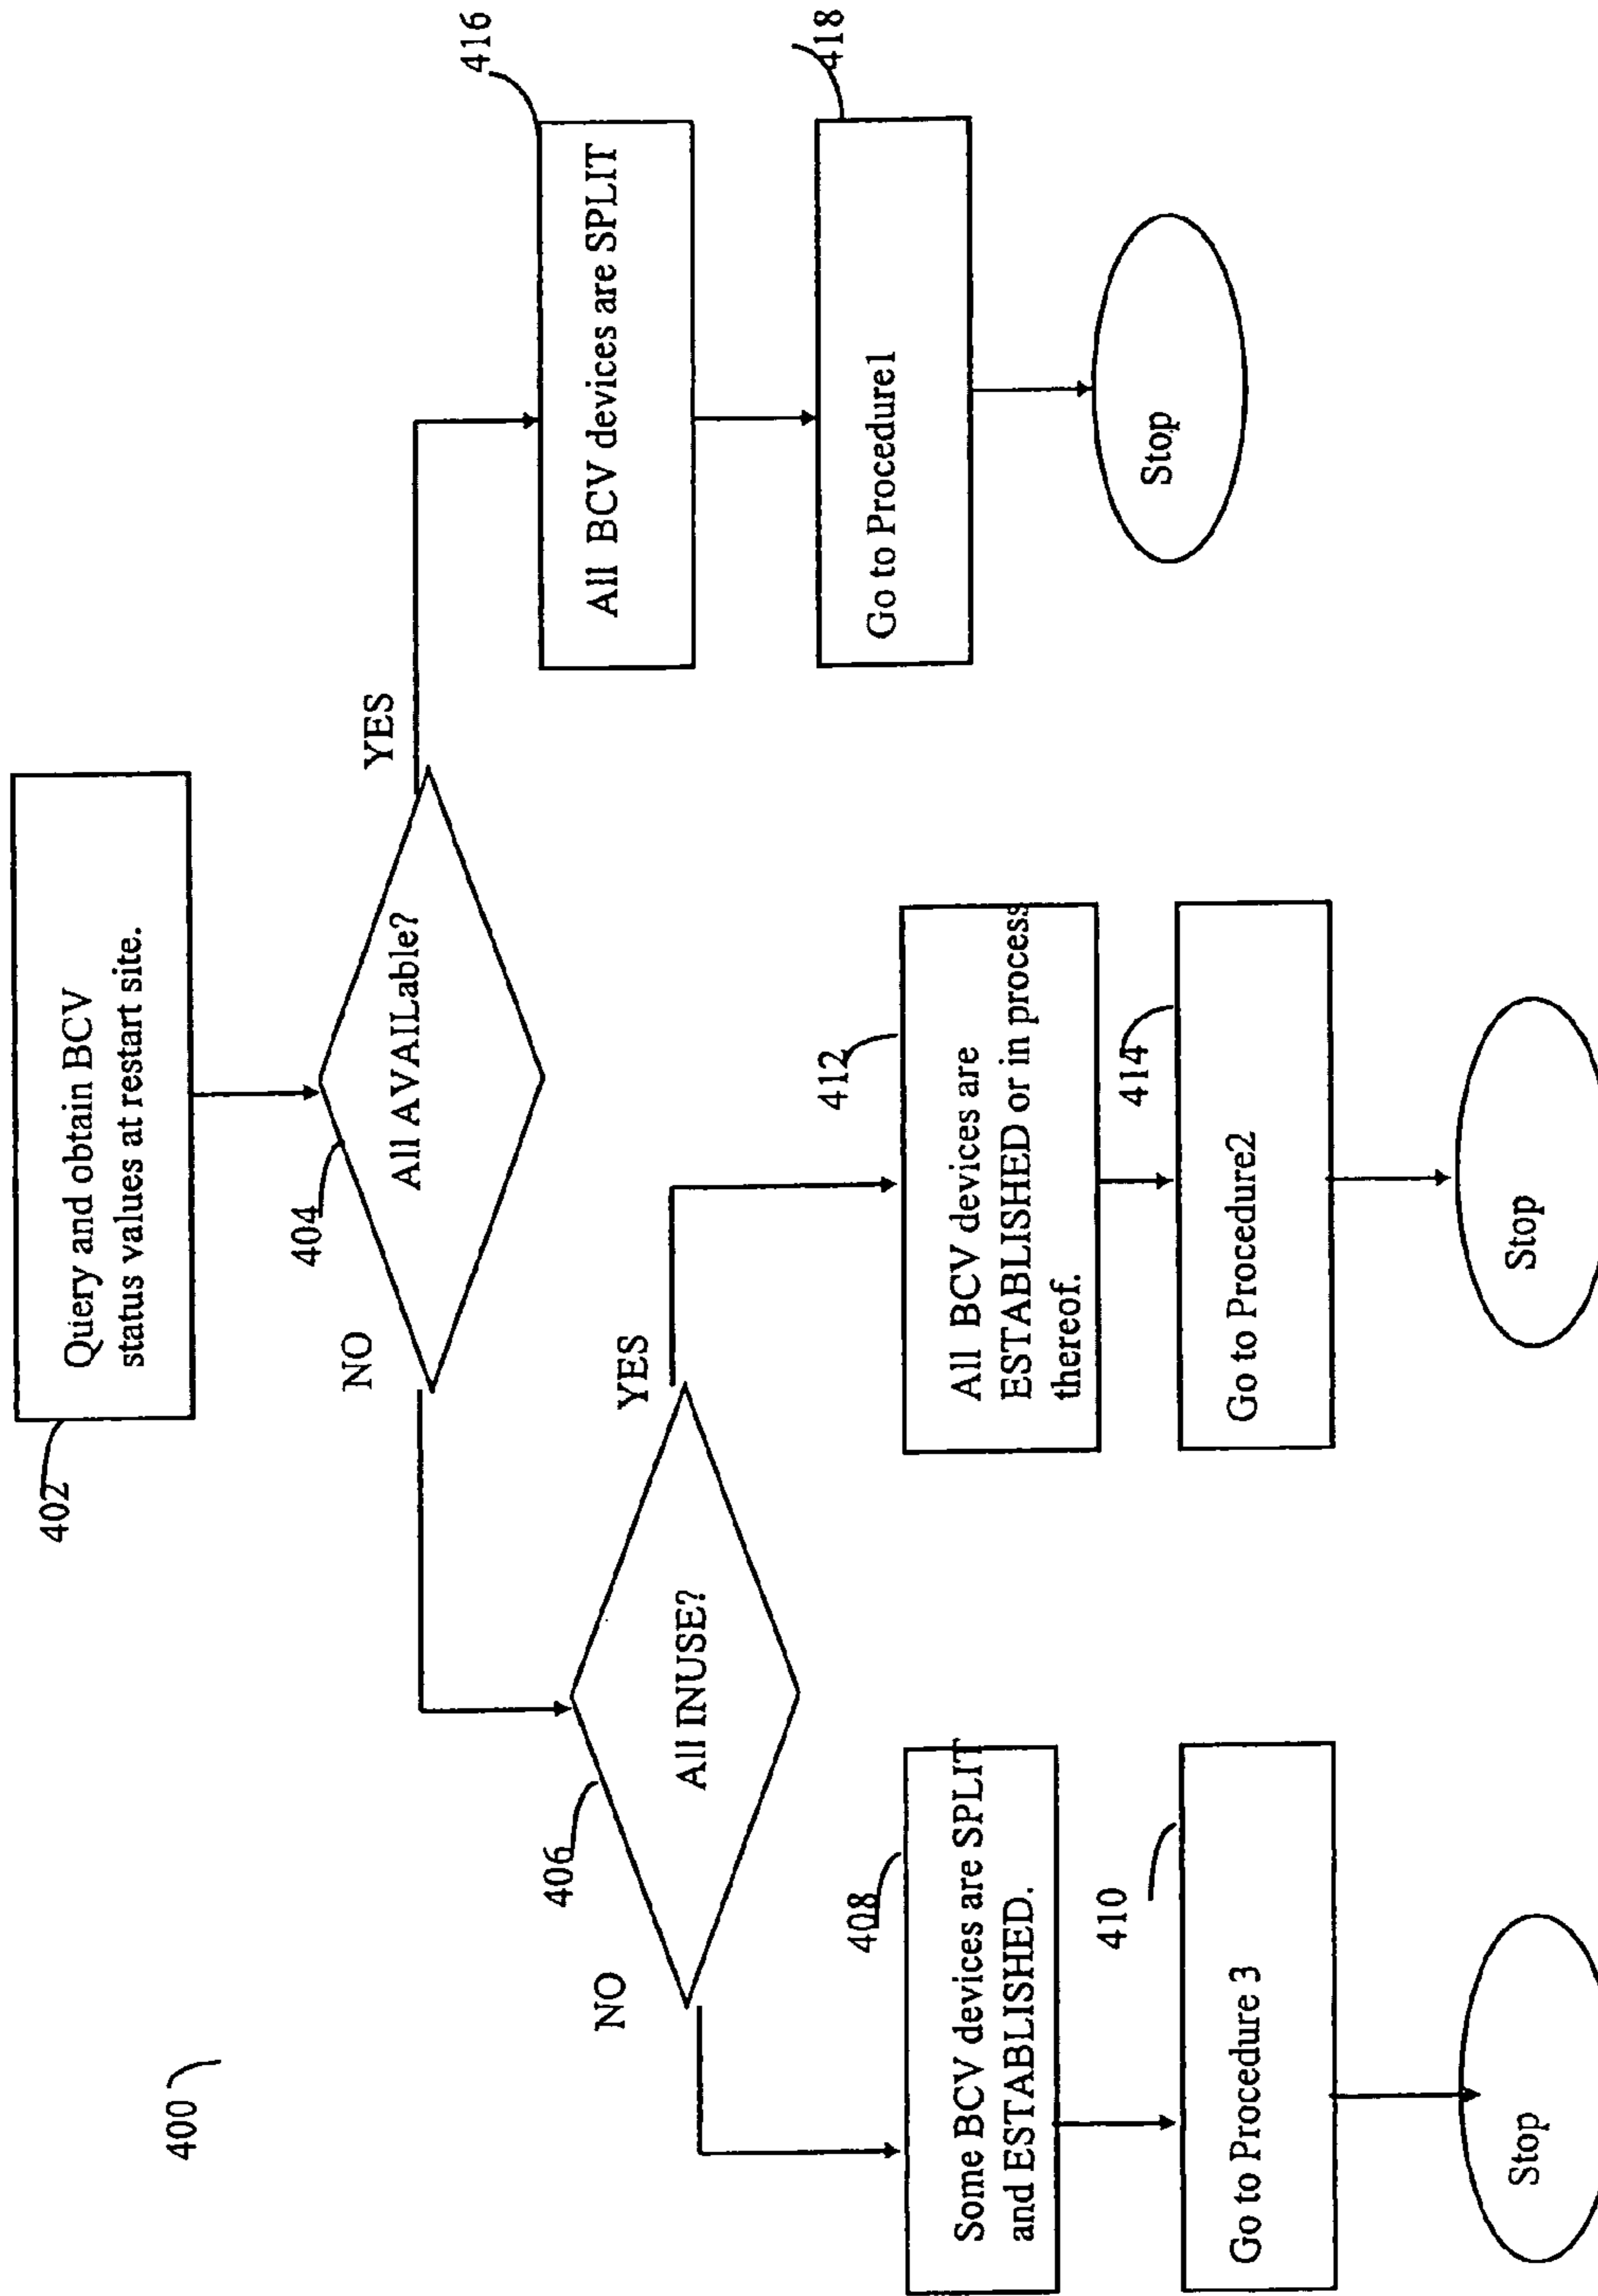 400
402
Query and obtain BCV
status values at restart site.
404
All AVAILable?
NO
YES
406
All INUSE?
NO
YES
416
All BCV devices are SPLIT
418
Go to Procedure1
Stop
412
All BCV devices are
ESTABLISHED or in process
thereof.
414
Go to Procedure2
Stop
408
Some BCV devices are SPLIT
and ESTABLISHED.
410
Go to Procedure 3
Stop